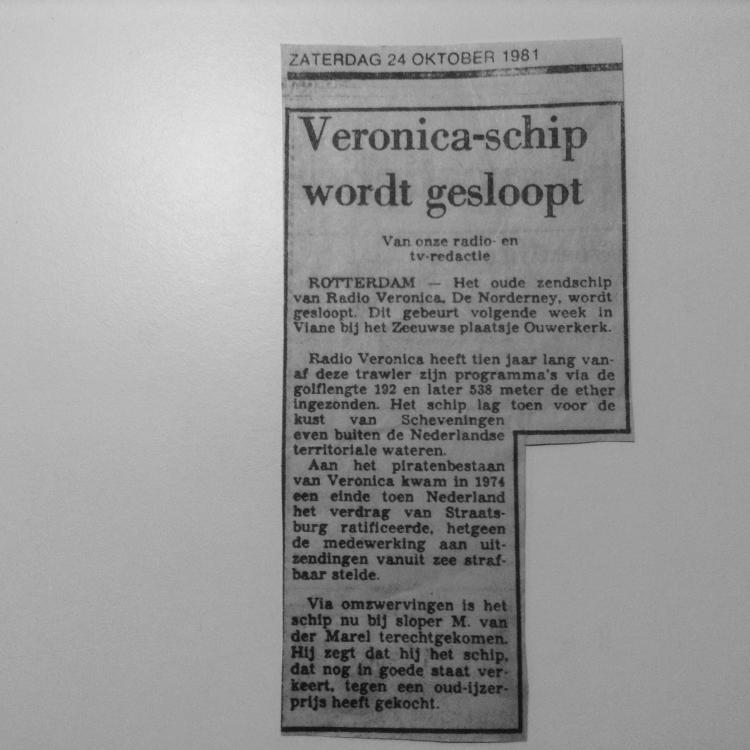 ZATERDAG 24 OKTOBER 1981
Veronica-schip
wordt gesloopt
Van onze radio- en
tv-redactie
ROTTERDAM — Het oude zendschip
van Radio Veronica, De Norderney, wordt
gesloopt. Dit gebeurt volgende week in
Viane bij het Zeeuwse plaatsje Ouwerkerk.
Radio Veronica heeft tien jaar lang van-
af deze trawler zijn programma's via de
golflengte 192 en later 538 meter de ether
ingezonden. Het schip lag toen voor de
kust van Scheveningen
even buiten de Nederlandse
territoriale wateren.
Aan het piratenbestaan
van Veronica kwam in 1974
een einde toen Nederland
het verdrag van Straats-
burg ratificeerde, hetgeen
de medewerking aan uit-
zendingen vanuit zee straf-
baar stelde.
Via omzwervingen is het
schip nu bij sloper M. van
der Marel terechtgekomen.
Hij zegt dat hij het schip,
dat nog in goede staat ver-
keert, tegen een oud-ijzer-
prijs heeft gekocht.